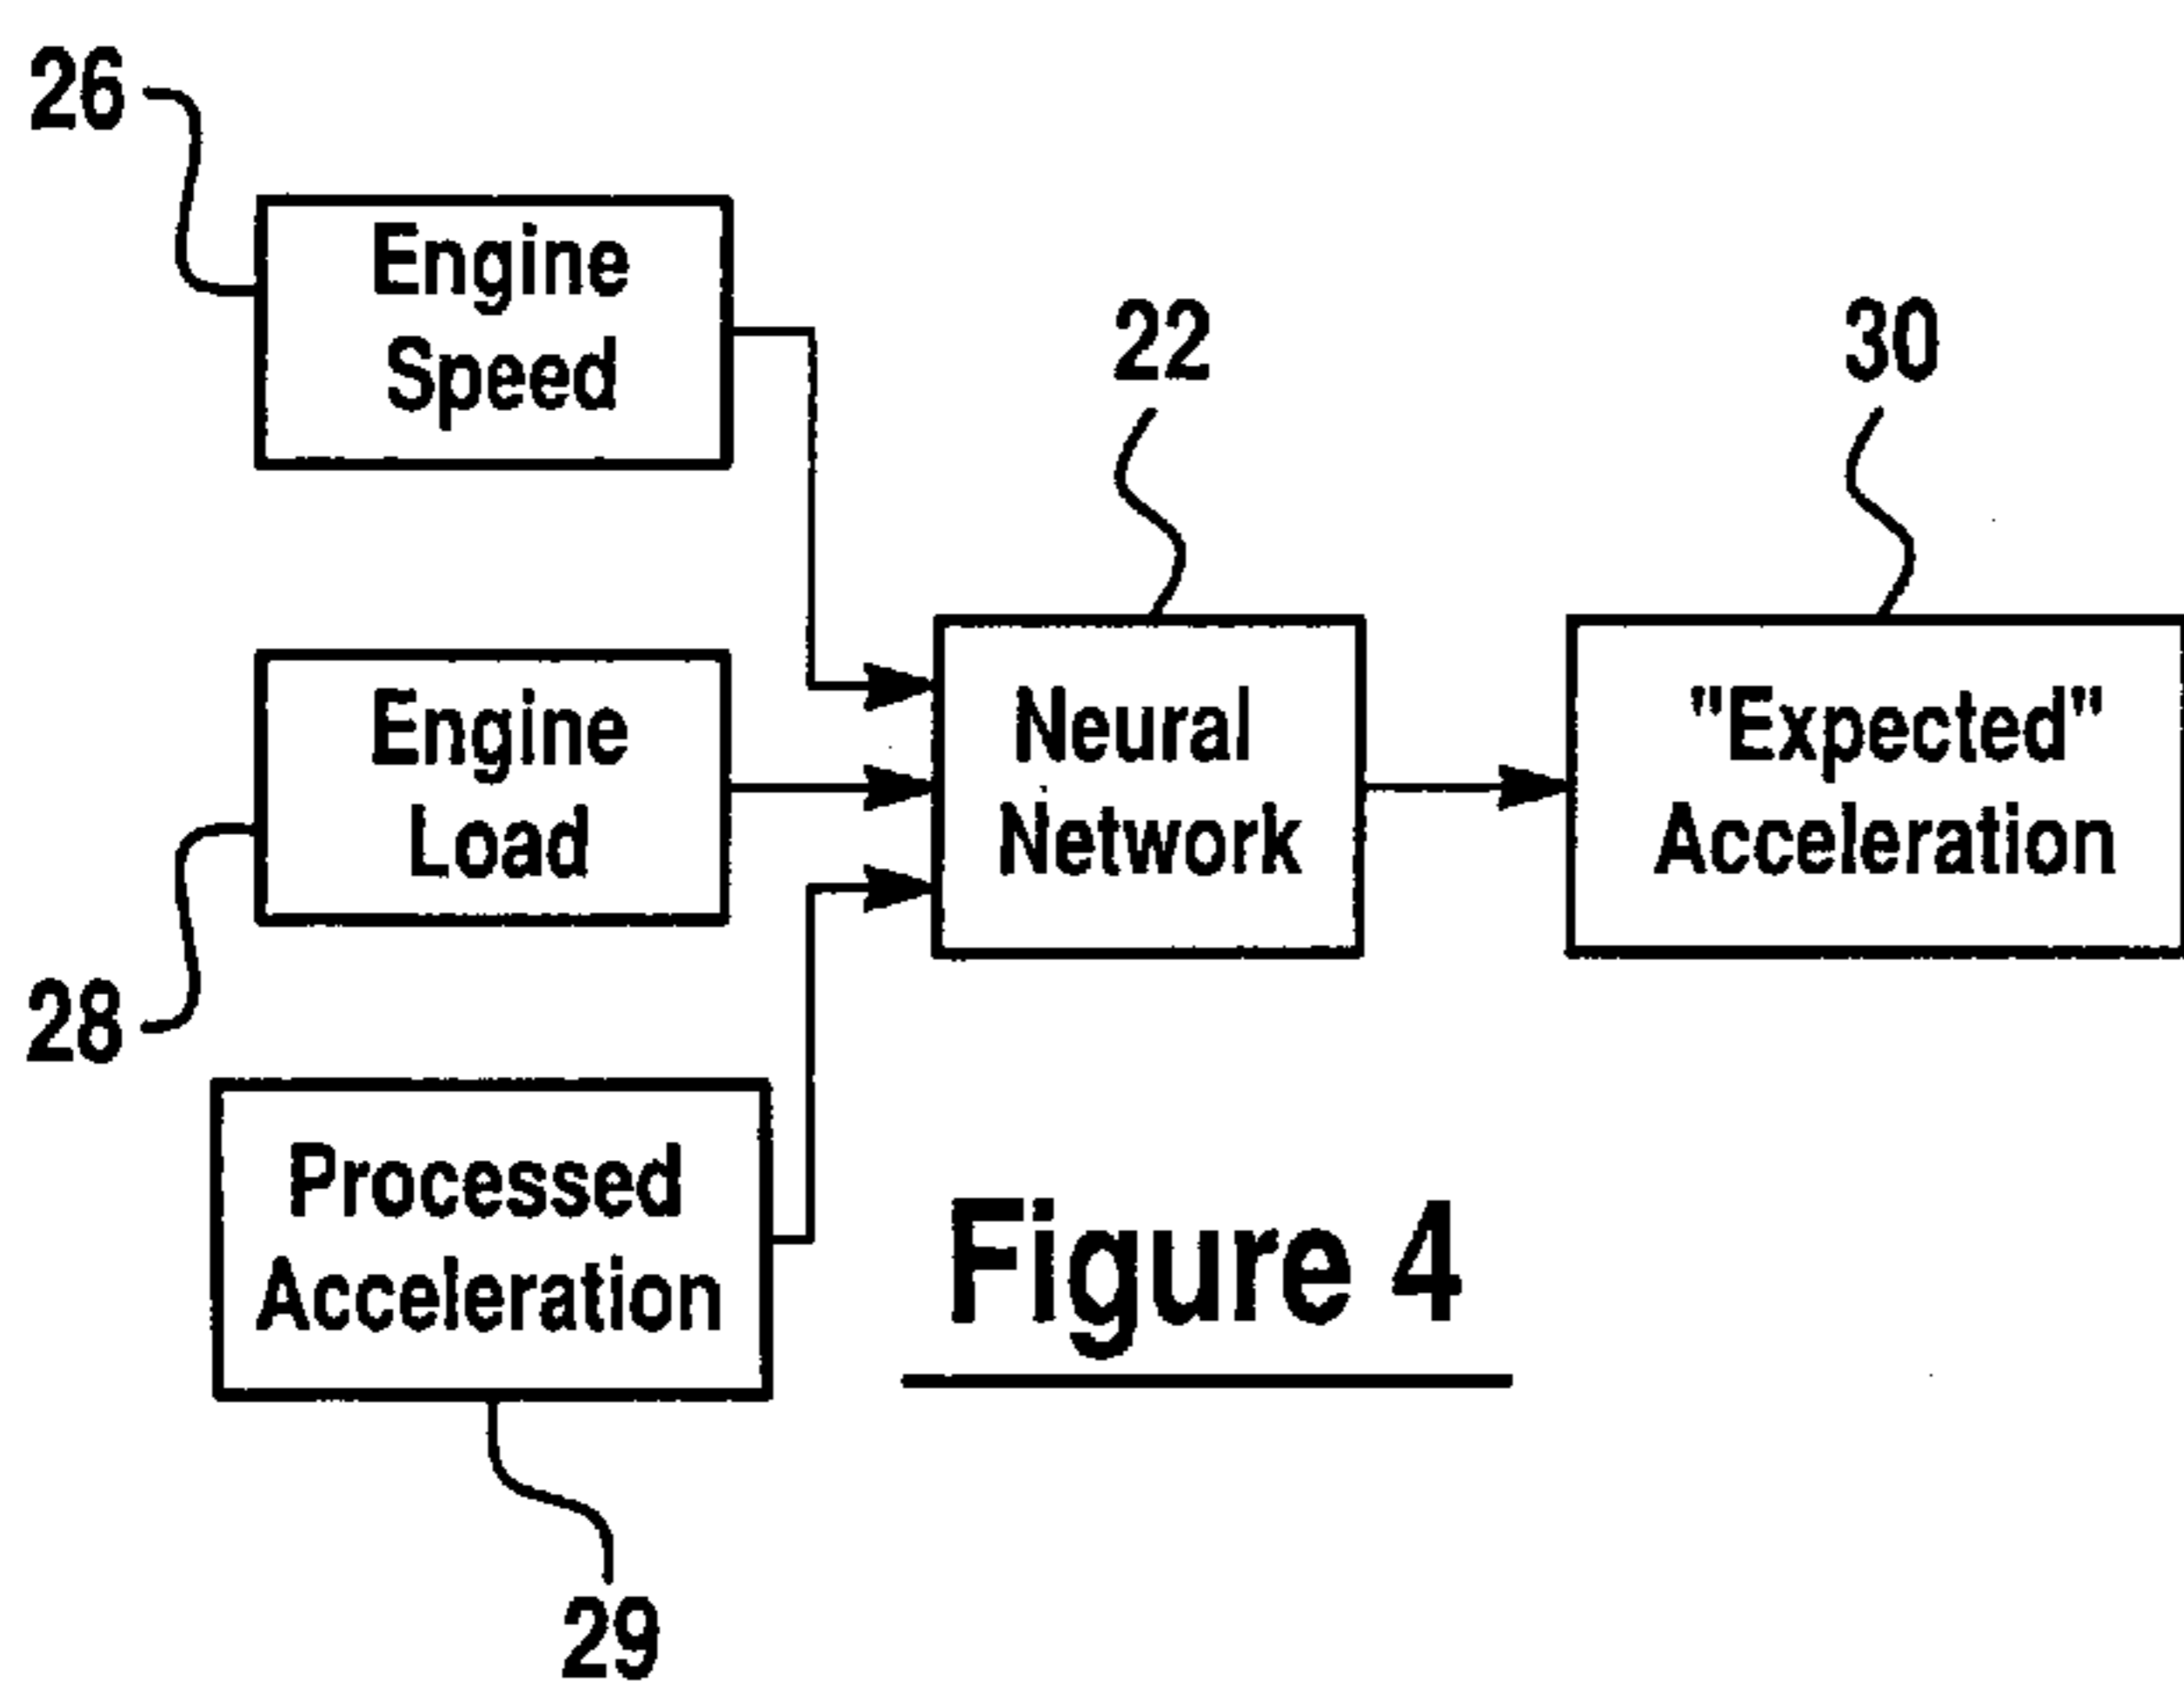 26
Engine
Speed
22
30
Engine
Load
Neural
Network
"Expected"
Acceleration
28
Processed
Acceleration
Figure 4
29